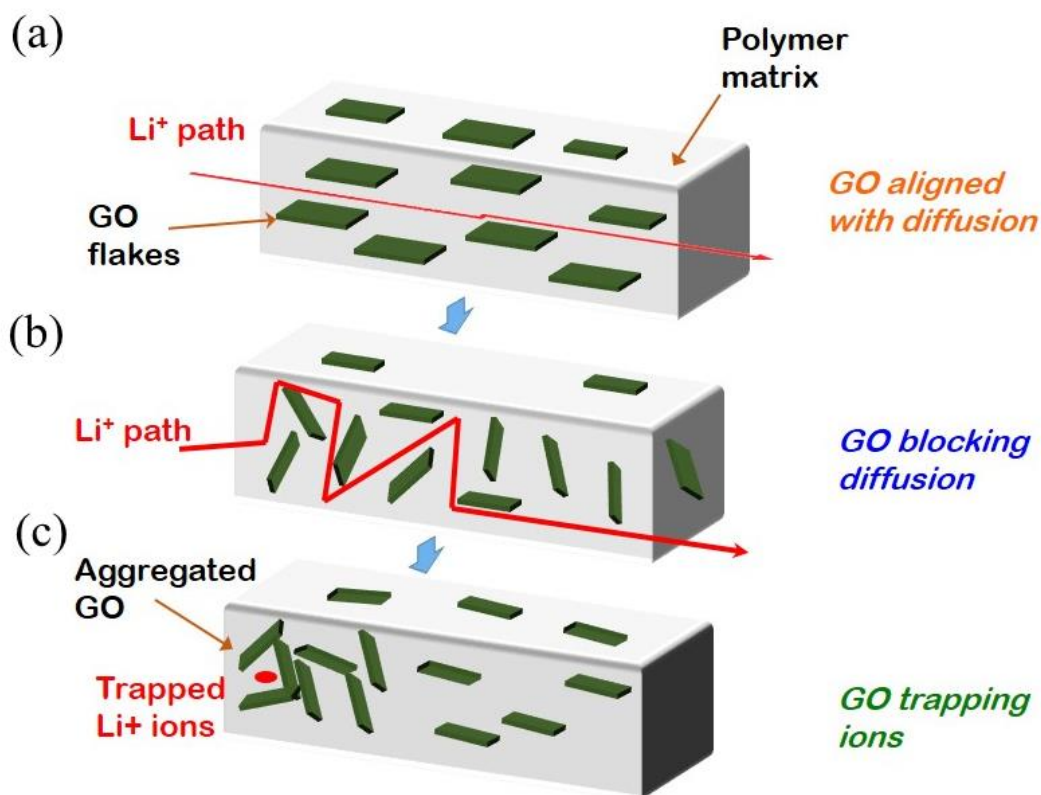 (a)
Polymer
matrix
Li⁺ path
GO
flakes
GO aligned
with diffusion
(b)
Li⁺ path
GO blocking
diffusion
(c)
Aggregated
GO
Trapped
Li+ ions
GO trapping
ions